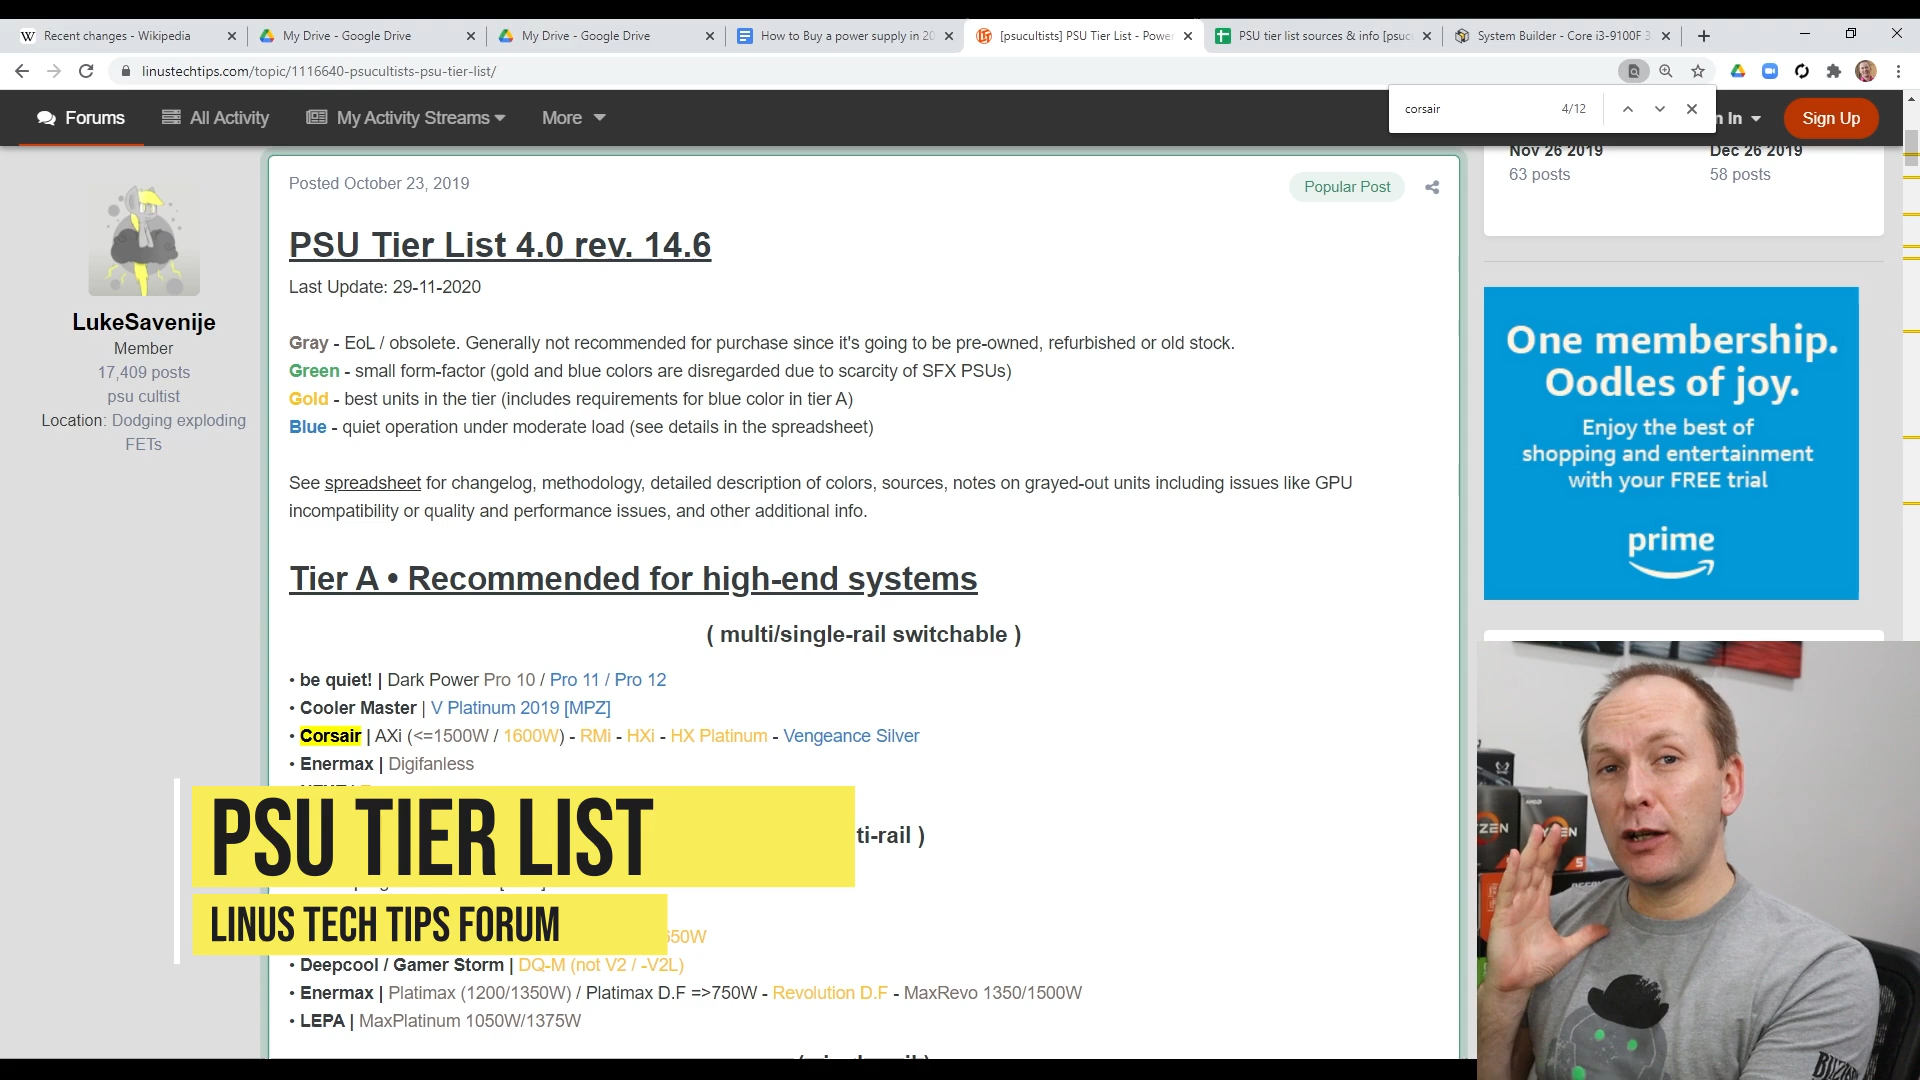 Recent changes - Wikipedia
My Drive - Google Drive
My Drive - Google Drive
How to Buy a power supply in 20
[psucultists] PSU Tier List - Powe
PSU tier list sources & info [psuc
System Builder - Core i3-9100F 3
linustechtips.com/topic/1116640-psucultists-psu-tier-list/
corsair 4/12
Forums
All Activity
My Activity Streams
More
n In
Sign Up
Nov 26 2019
63 posts
Dec 26 2019
58 posts
LukeSavenije
Member
17,409 posts
psu cultist
Location: Dodging exploding
FETs
Posted October 23, 2019
Popular Post
PSU Tier List 4.0 rev. 14.6
Last Update: 29-11-2020
Gray - EoL / obsolete. Generally not recommended for purchase since it's going to be pre-owned, refurbished or old stock.
Green - small form-factor (gold and blue colors are disregarded due to scarcity of SFX PSUs)
Gold - best units in the tier (includes requirements for blue color in tier A)
Blue - quiet operation under moderate load (see details in the spreadsheet)
See spreadsheet for changelog, methodology, detailed description of colors, sources, notes on grayed-out units including issues like GPU
incompatibility or quality and performance issues, and other additional info.
Tier A • Recommended for high-end systems
( multi/single-rail switchable )
• be quiet! | Dark Power Pro 10 / Pro 11 / Pro 12
• Cooler Master | V Platinum 2019 [MPZ]
• Corsair | AXi (<=1500W / 1600W) - RMi - HXi - HX Platinum - Vengeance Silver
• Enermax | Digifanless
ti-rail )
650W
• Deepcool / Gamer Storm | DQ-M (not V2 / -V2L)
• Enermax | Platimax (1200/1350W) / Platimax D.F =>750W - Revolution D.F - MaxRevo 1350/1500W
• LEPA | MaxPlatinum 1050W/1375W
One membership.
Oodles of joy.
Enjoy the best of
shopping and entertainment
with your FREE trial
prime
PSU TIER LIST
LINUS TECH TIPS FORUM
AMD
ZEN
RYZEN
5